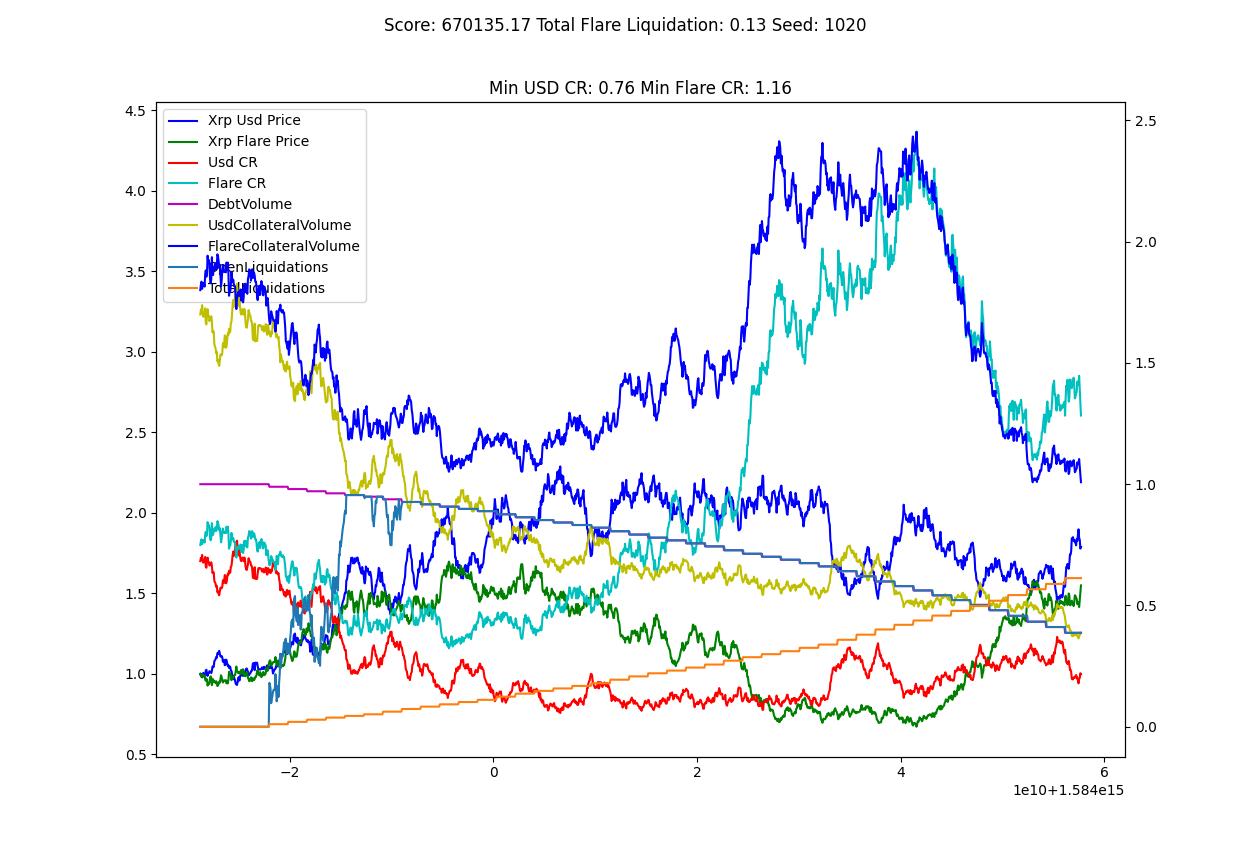 Score: 670135.17 Total Flare Liquidation: 0.13 Seed: 1020
Min USD CR: 0.76 Min Flare CR: 1.16
4.5
4.0
3.5
3.0
2.5
2.0
1.5
1.0
0.5
Xrp Usd Price
Xrp Flare Price
Usd CR
Flare CR
DebtVolume
UsdCollateralVolume
FlareCollateralVolume
OpenLiquidations
TotalLiquidations
2.5
2.0
1.5
1.0
0.5
0.0
−2
0
2
4
6
1e10+1.584e15